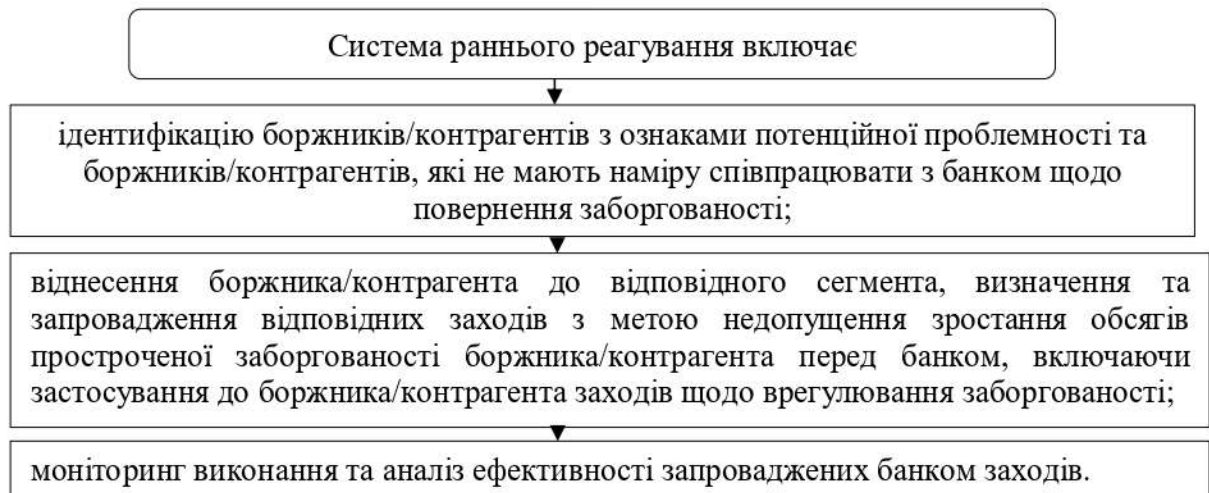 Система раннього реагування включає
ідентифікацію боржників/контрагентів з ознаками потенційної проблемності та
боржників/контрагентів, які не мають наміру співпрацювати з банком щодо
повернення заборгованості;
віднесення боржника/контрагента до відповідного сегмента, визначення та
запровадження відповідних заходів з метою недопущення зростання обсягів
простроченої заборгованості боржника/контрагента перед банком, включаючи
застосування до боржника/контрагента заходів щодо врегулювання заборгованості;
моніторинг виконання та аналіз ефективності запроваджених банком заходів.